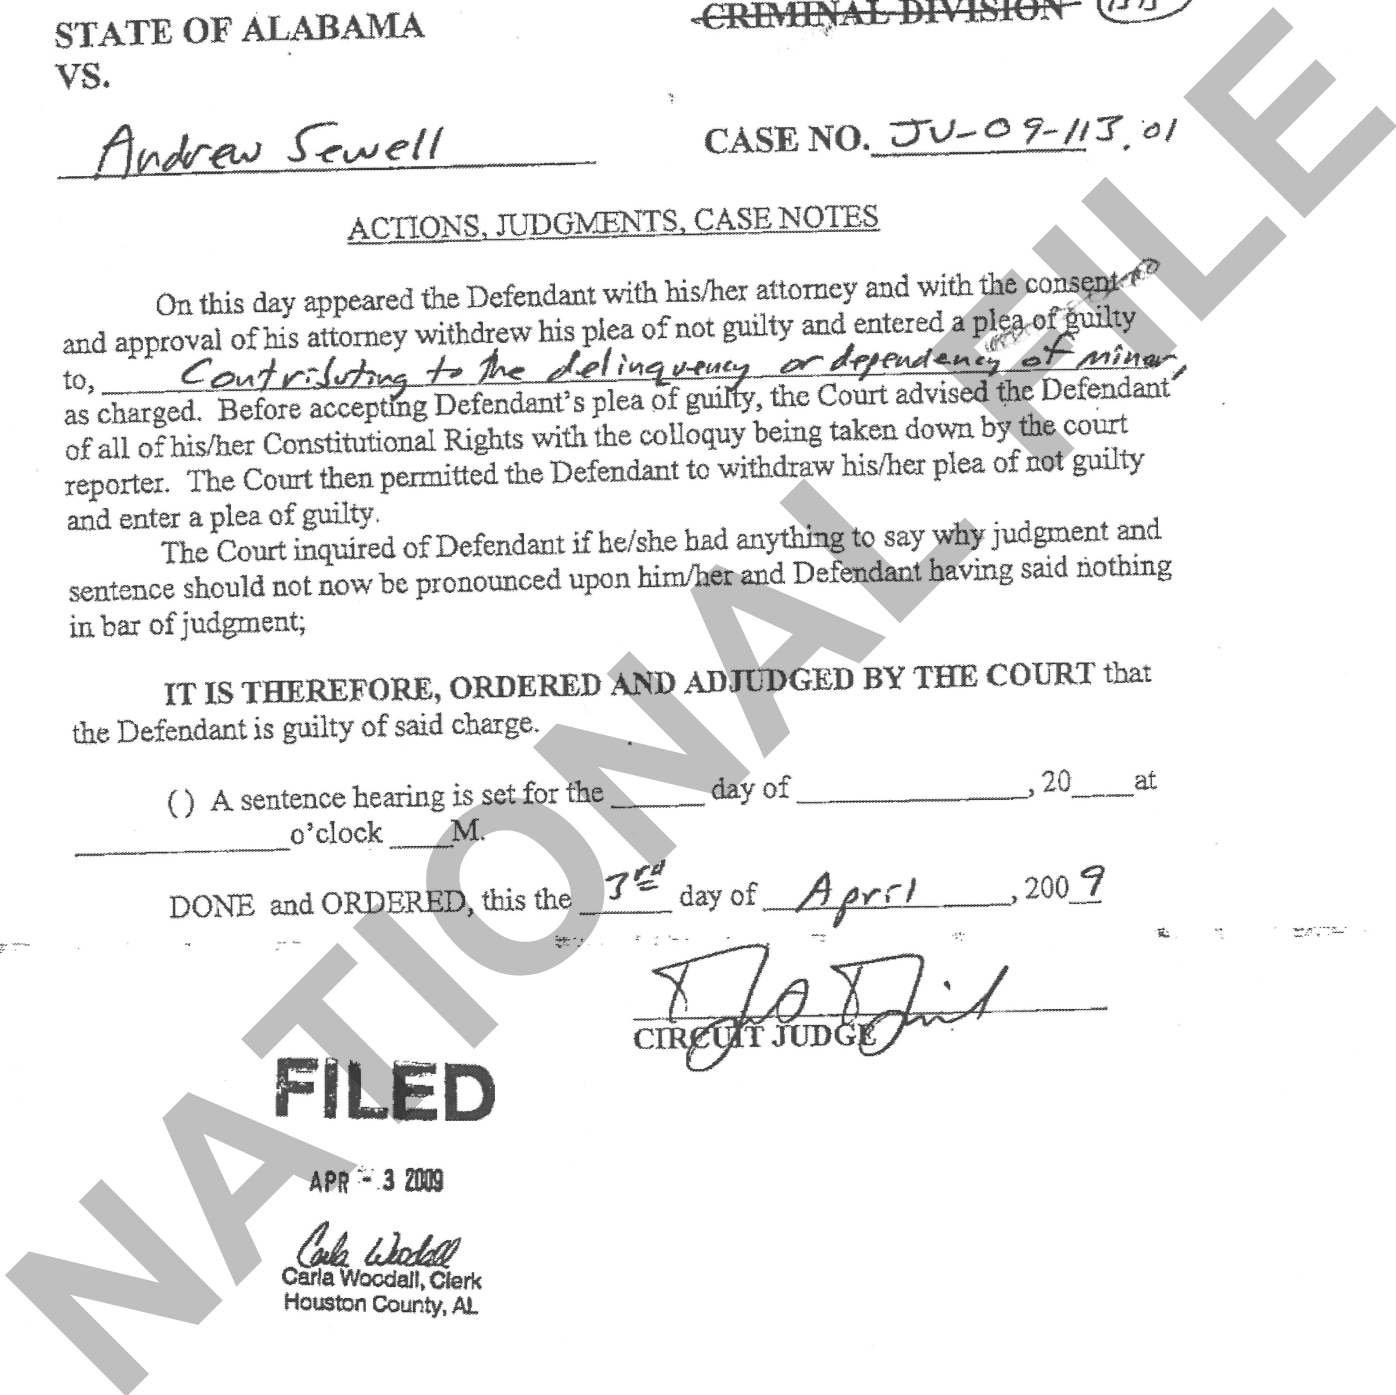 STATE OF ALABAMA
CRIMINAL DIVISION
VS.
Andrew Sewell
CASE NO. JU-09-113.01
ACTIONS, JUDGMENTS, CASE NOTES
On this day appeared the Defendant with his/her attorney and with the consent
and approval of his attorney withdrew his plea of not guilty and entered a plea of guilty
to, Contributing to the delinquency or dependency of minor,
as charged. Before accepting Defendant's plea of guilty, the Court advised the Defendant
of all of his/her Constitutional Rights with the colloquy being taken down by the court
reporter. The Court then permitted the Defendant to withdraw his/her plea of not guilty
and enter a plea of guilty.
The Court inquired of Defendant if he/she had anything to say why judgment and
sentence should not now be pronounced upon him/her and Defendant having said nothing
in bar of judgment;
IT IS THEREFORE, ORDERED AND ADJUDGED BY THE COURT that
the Defendant is guilty of said charge.
( ) A sentence hearing is set for the ______ day of ______________, 20____at
______________o'clock ____M.
DONE and ORDERED, this the 3rd day of April, 2009
CIRCUIT JUDGE
FILED
APR - 3 2009
Carla Woodall
Carla Woodall, Clerk
Houston County, AL
NATIONAL FILE